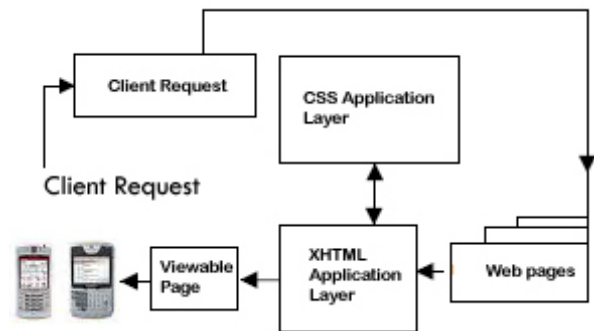 Client Request
CSS Application
Layer
Client Request
Viewable
Page
XHTML
Application
Layer
Web pages